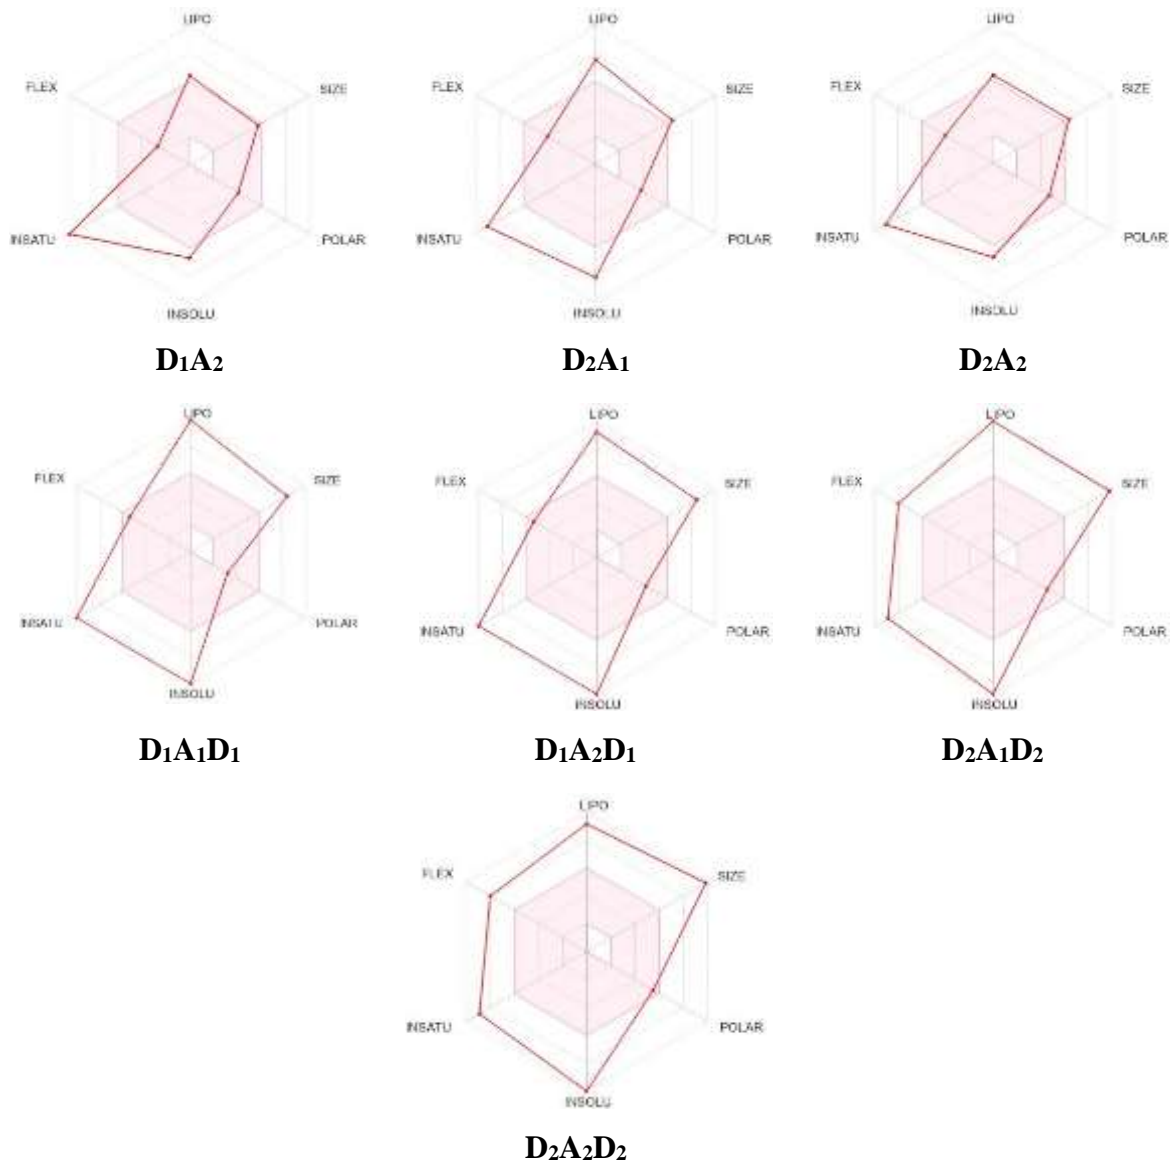 LIPO
FLEX SIZE
INSATU POLAR
INSOLU
D₁A₂
LIPO
FLEX SIZE
INSATU POLAR
INSOLU
D₂A₁
LIPO
FLEX SIZE
INSATU POLAR
INSOLU
D₂A₂
LIPO
FLEX SIZE
INSATU POLAR
INSOLU
D₁A₁D₁
LIPO
FLEX SIZE
INSATU POLAR
INSOLU
D₁A₂D₁
LIPO
FLEX SIZE
INSATU POLAR
INSOLU
D₂A₁D₂
LIPO
FLEX SIZE
INSATU POLAR
INSOLU
D₂A₂D₂